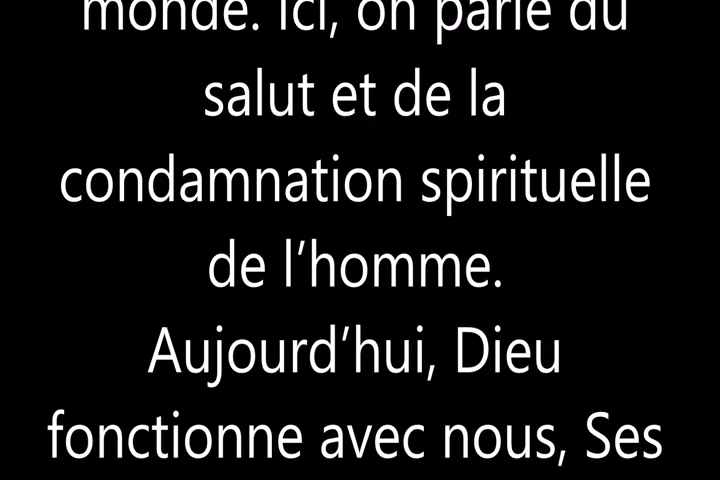 monde. Ici, on parle du
salut et de la
condamnation spirituelle
de l’homme.
Aujourd’hui, Dieu
fonctionne avec nous, Ses